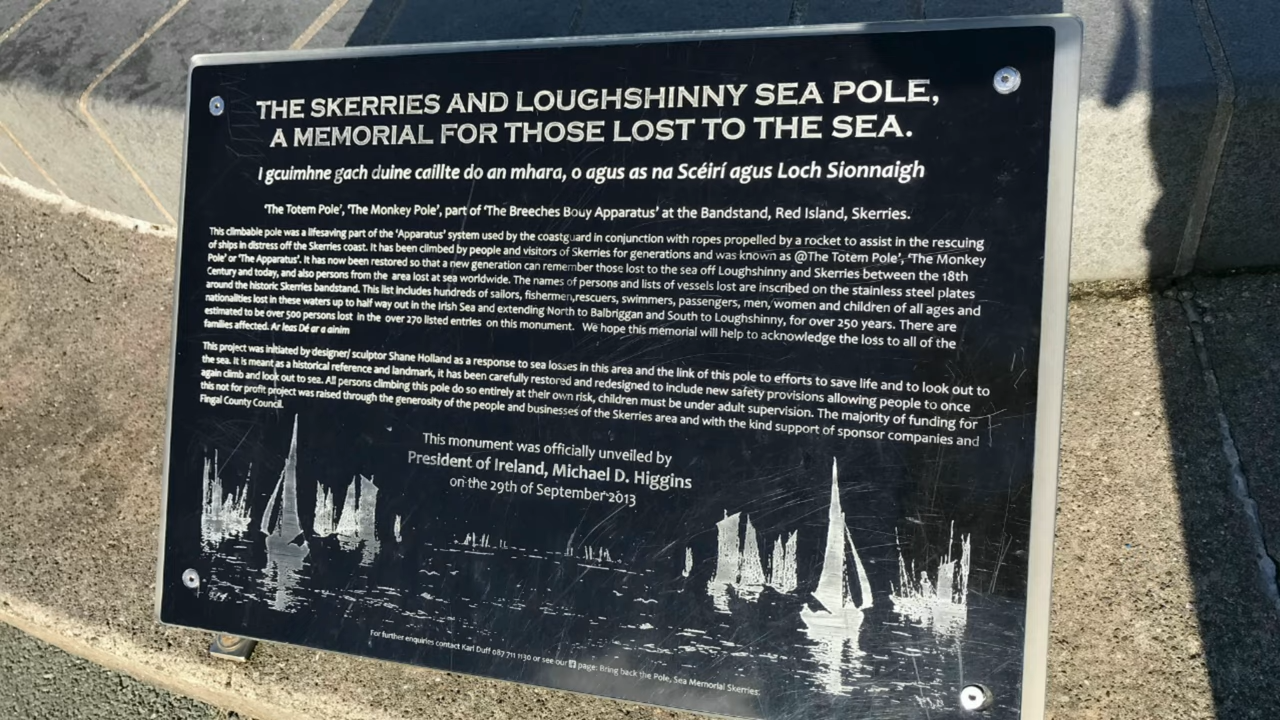 THE SKERRIES AND LOUGHSHINNY SEA POLE,
A MEMORIAL FOR THOSE LOST TO THE SEA.
I gcuimhne gach duine caillte do an mhara, o agus as na Scéirí agus Loch Sionnaigh
'The Totem Pole', 'The Monkey Pole', part of 'The Breeches Bouy Apparatus' at the Bandstand, Red Island, Skerries.
This climbable pole was a lifesaving part of the 'Apparatus' system used by the coastguard in conjunction with ropes propelled by a rocket to assist in the rescuing
of ships in distress off the Skerries coast. It has been climbed by people and visitors of Skerries for generations and was known as @The Totem Pole', 'The Monkey
Pole' or 'The Apparatus'. It has now been restored so that a new generation can remember those lost to the sea off Loughshinny and Skerries between the 18th
Century and today, and also persons from the area lost at sea worldwide. The names of persons and lists of vessels lost are inscribed on the stainless steel plates
around the historic Skerries bandstand. This list includes hundreds of sailors, fishermen,rescuers, swimmers, passengers, men, women and children of all ages and
nationalities lost in these waters up to half way out in the Irish Sea and extending North to Balbriggan and South to Loughshinny, for over 250 years. There are
estimated to be over 500 persons lost in the over 270 listed entries on this monument. We hope this memorial will help to acknowledge the loss to all of the
families affected. Ar leas Dé ar a ainim
This project was initiated by designer/ sculptor Shane Holland as a response to sea losses in this area and the link of this pole to efforts to save life and to look out to
the sea. It is meant as a historical reference and landmark, it has been carefully restored and redesigned to include new safety provisions allowing people to once
again climb and look out to sea. All persons climbing this pole do so entirely at their own risk, children must be under adult supervision. The majority of funding for
this not for profit project was raised through the generosity of the people and businesses of the Skerries area and with the kind support of sponsor companies and
Fingal County Council.
This monument was officially unveiled by
President of Ireland, Michael D. Higgins
on the 29th of September 2013
For further enquiries contact Karl Duff 087 711 1130 or see our f page: Bring back the Pole, Sea Memorial Skerries.